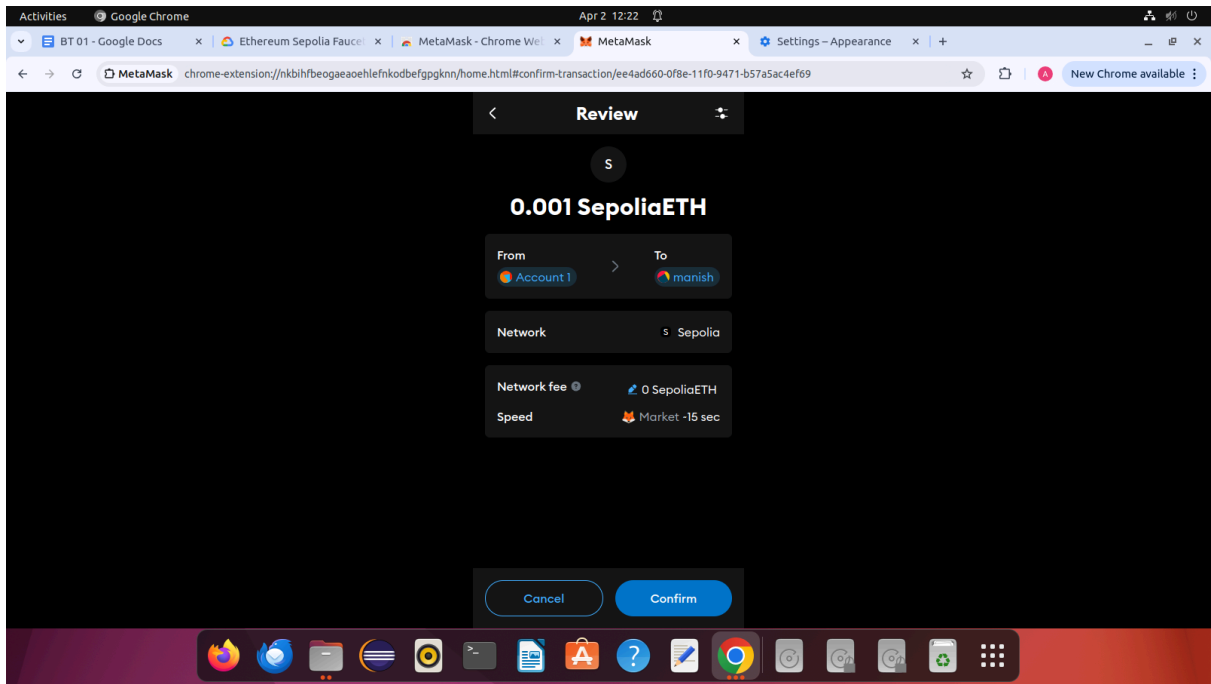 Activities Google Chrome Apr 2 12:22
BT 01 - Google Docs Ethereum Sepolia Fauce MetaMask - Chrome We MetaMask Settings – Appearance
MetaMask chrome-extension://nkbihfbeogaeaoehlefnkodbefgpgknn/home.html#confirm-transaction/ee4ad660-0f8e-11f0-9471-b57a5ac4ef69 A New Chrome available
Review
S
0.001 SepoliaETH
From To
Account 1 manish
Network S Sepolia
Network fee 0 SepoliaETH
Speed Market ~15 sec
Cancel Confirm